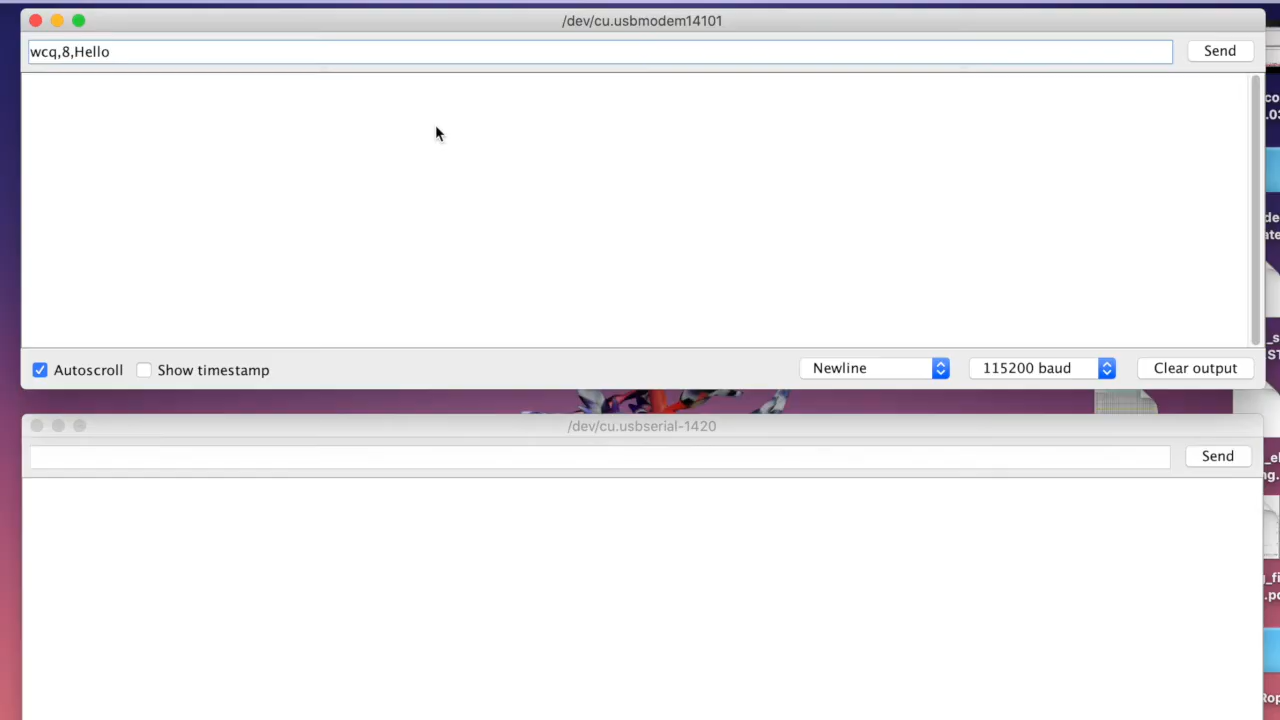 /dev/cu.usbmodem14101
wcq,8,Hello
Send
Autoscroll
Show timestamp
Newline
115200 baud
Clear output
/dev/cu.usbserial-1420
Send